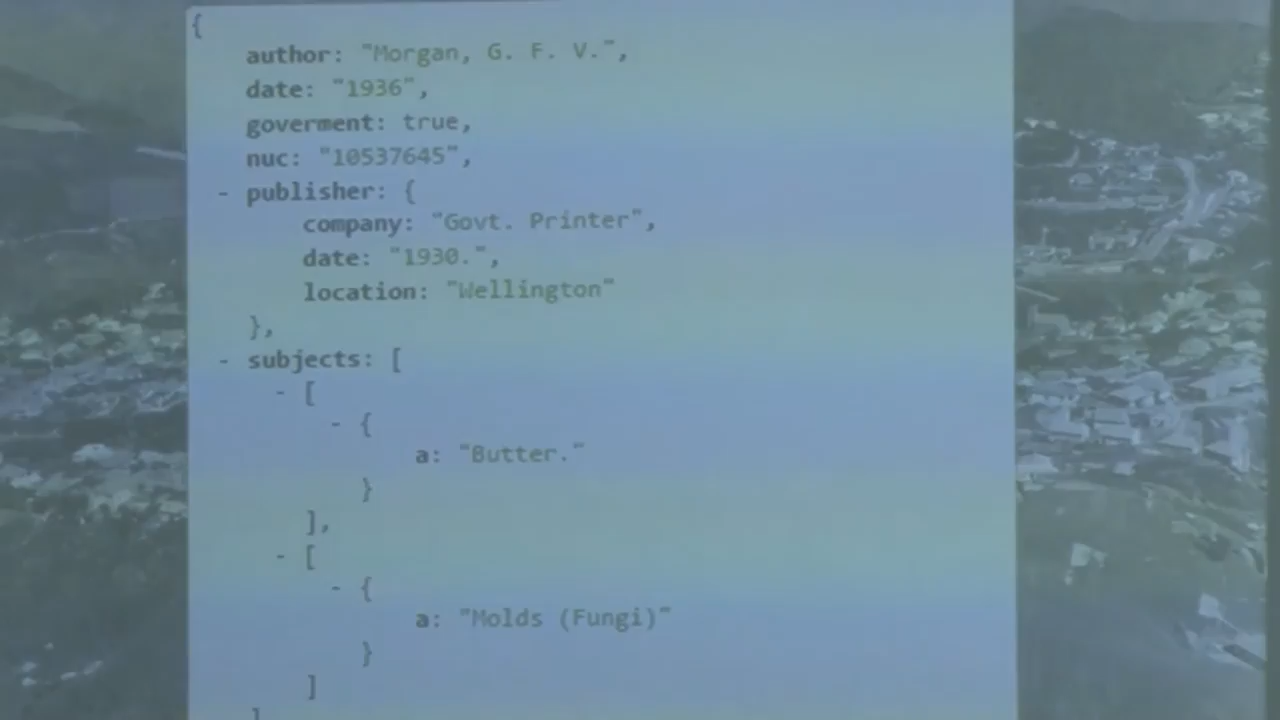 {
author: "Morgan, G. F. V.",
date: "1936",
goverment: true,
nuc: "10537645",
- publisher: {
company: "Govt. Printer",
date: "1930.",
location: "Wellington"
},
- subjects: [
- [
- {
a: "Butter."
}
],
- [
- {
a: "Molds (Fungi)"
}
]
]